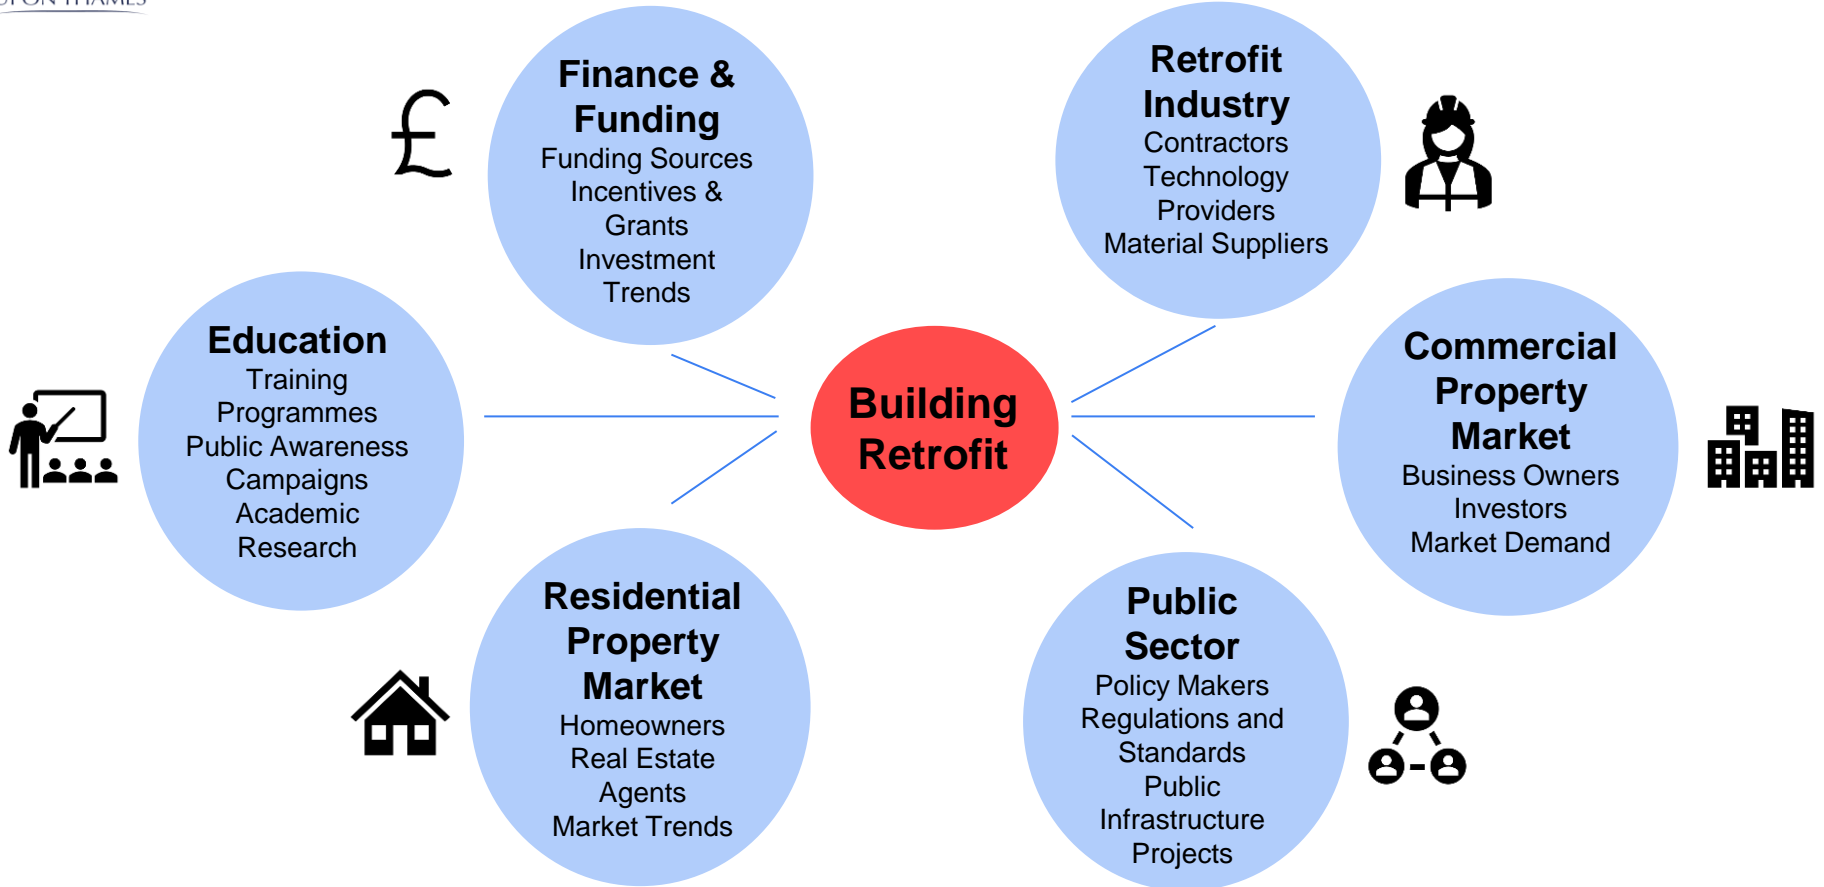 UPON THAMES
Finance &
Funding
Funding Sources
Incentives &
Grants
Investment
Trends
Retrofit
Industry
Contractors
Technology
Providers
Material Suppliers
Education
Training
Programmes
Public Awareness
Campaigns
Academic
Research
Building
Retrofit
Commercial
Property
Market
Business Owners
Investors
Market Demand
Residential
Property
Market
Homeowners
Real Estate
Agents
Market Trends
Public
Sector
Policy Makers
Regulations and
Standards
Public
Infrastructure
Projects